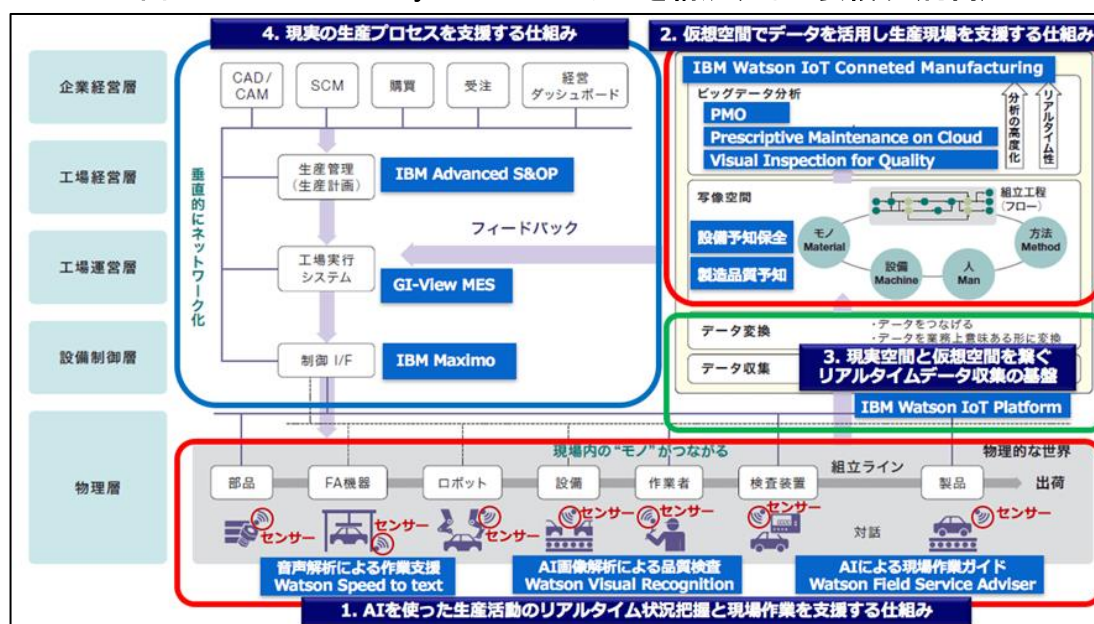 4. 現実の生産プロセスを支援する仕組み
2. 仮想空間でデータを活用し生産現場を支援する仕組み
企業経営層
CAD/
CAM
SCM
購買
受注
経営
ダッシュボード
IBM Watson IoT Conneted Manufacturing
ビッグデータ分析
PMO
Prescriptive Maintenance on Cloud
Visual Inspection for Quality
分析の高度化
リアルタイム性
工場経営層
垂直的にネットワーク化
生産管理
(生産計画)
IBM Advanced S&OP
写像空間
組立工程
(フロー)
フィードバック
設備予知保全
製造品質予知
モノ
Material
設備
Machine
人
Man
方法
Method
工場運営層
工場実行
システム
GI-View MES
設備制御層
制御 I/F
IBM Maximo
データ変換
・データをつなげる
・データを業務上意味ある形に変換
データ収集
3. 現実空間と仮想空間を繋ぐ
リアルタイムデータ収集の基盤
IBM Watson IoT Platform
物理層
現場内の“モノ”がつながる
物理的な世界
組立ライン
部品
FA機器
ロボット
設備
作業者
検査装置
製品
出荷
センサー
センサー
センサー
センサー
センサー
センサー
センサー
対話
音声解析による作業支援
Watson Speed to text
AI画像解析による品質検査
Watson Visual Recognition
AIによる現場作業ガイド
Watson Field Service Adviser
1. AIを使った生産活動のリアルタイム状況把握と現場作業を支援する仕組み